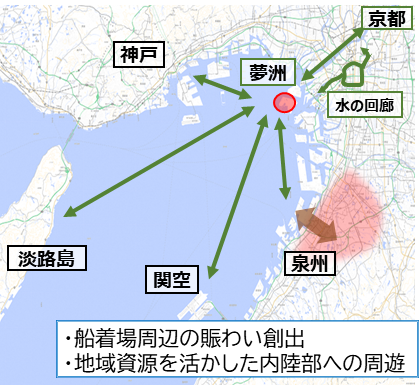 京都
神戸
夢洲
水の回廊
淡路島
関空
泉州
・船着場周辺の賑わい創出
・地域資源を活かした内陸部への周遊